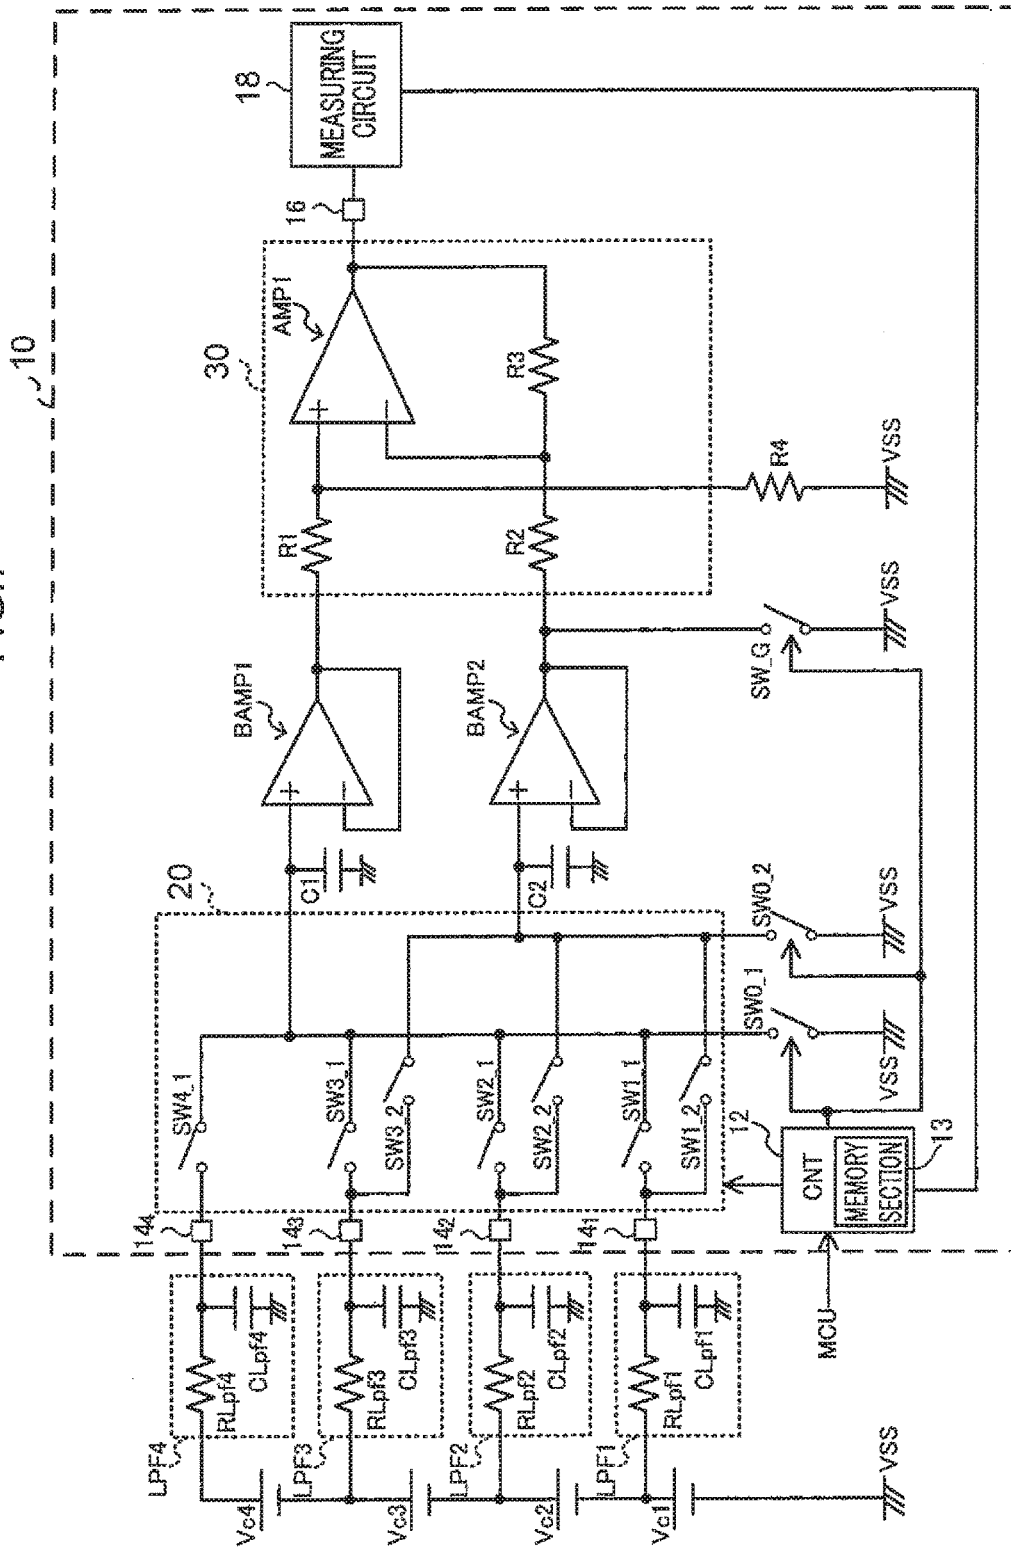 10
18
MEASURING
CIRCUIT
16
30
AMP1
+
−
R3
R1
R2
R4
VSS
BAMP1
+
−
BAMP2
+
−
SW_G
VSS
20
C1
C2
SW4_1
SW3_1
SW3_2
SW2_1
SW2_2
SW1_1
SW1_2
SW0_2
VSS
SW0_1
VSS
12
CNT
MEMORY
SECTION
13
MCU
144
143
142
141
LPF4
RLpf4
CLpf4
LPF3
RLpf3
CLpf3
LPF2
RLpf2
CLpf2
LPF1
RLpf1
CLpf1
Vc4
Vc3
Vc2
Vc1
VSS